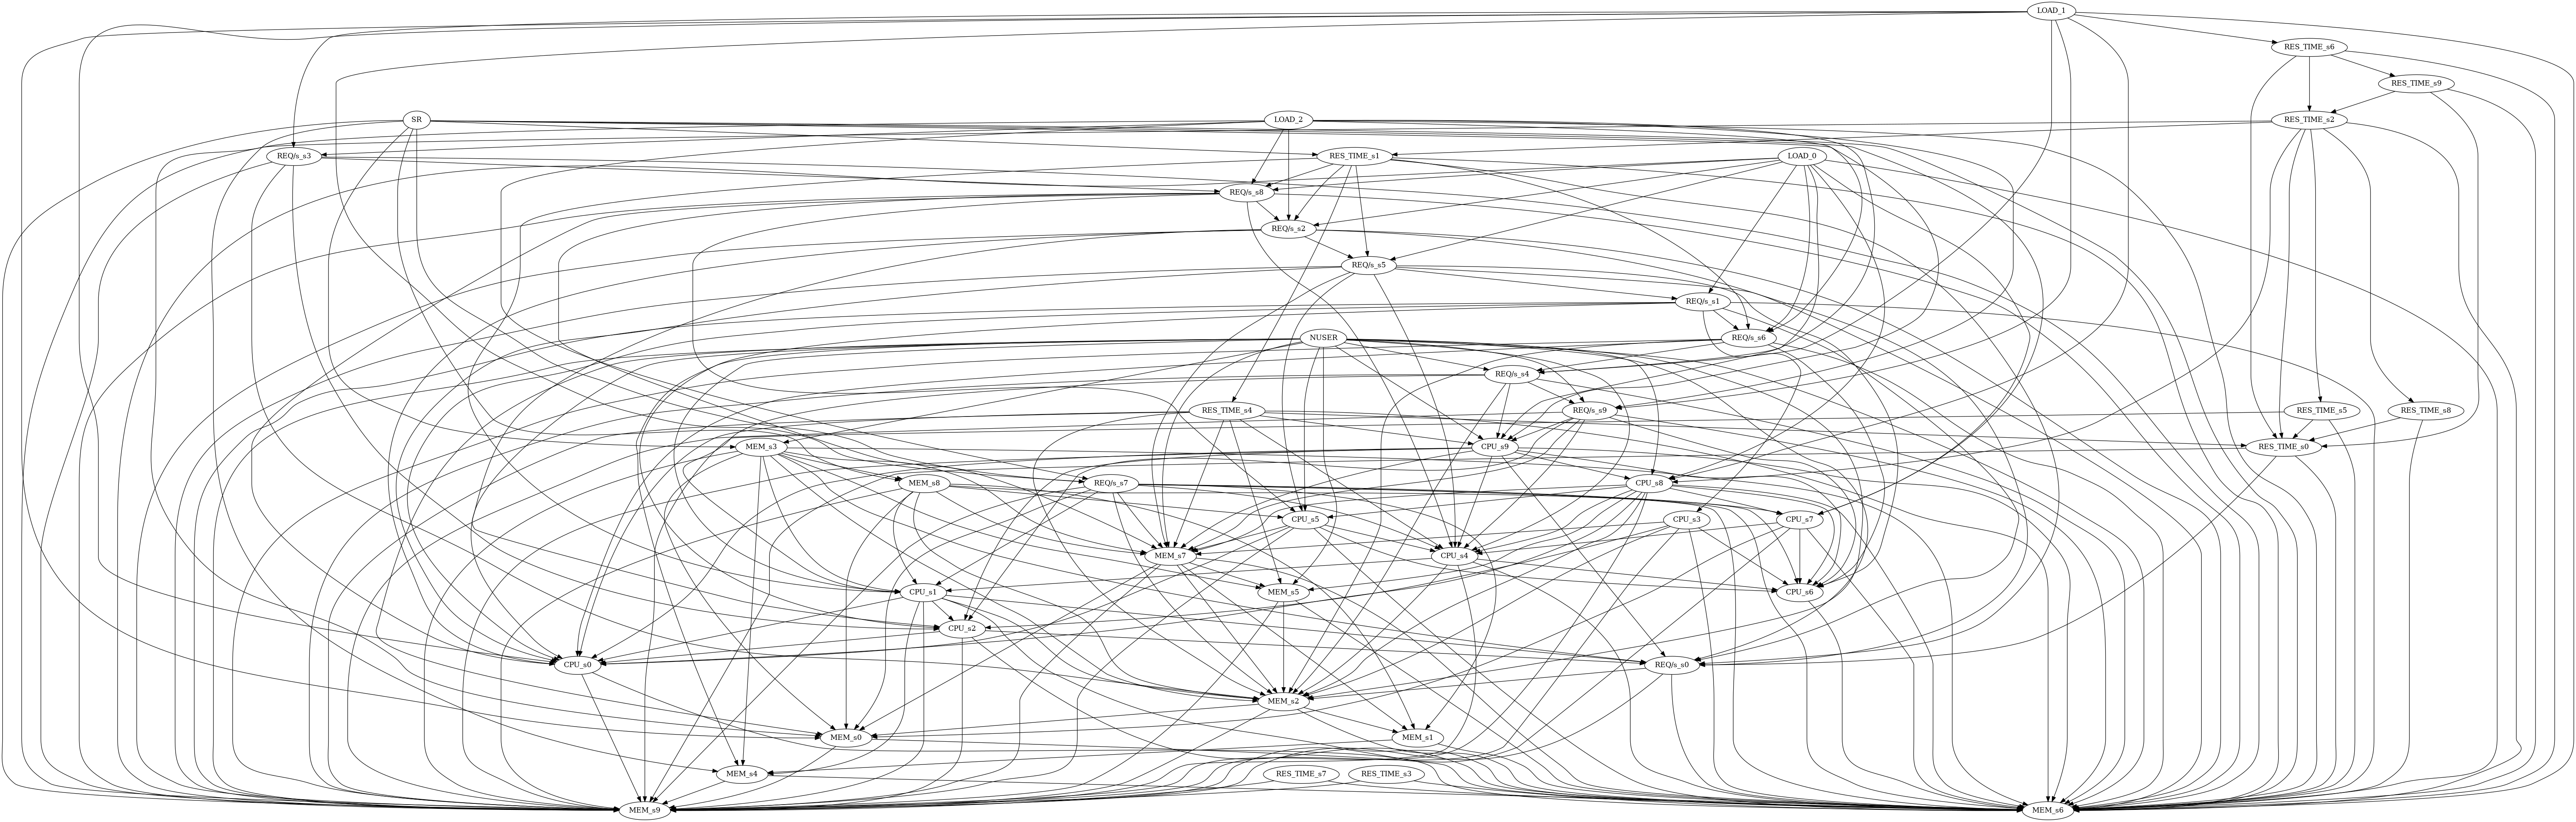 LOAD_1
RES_TIME_s6
RES_TIME_s9
SR
LOAD_2
RES_TIME_s2
REQ/s_s3
RES_TIME_s1
LOAD_0
REQ/s_s8
REQ/s_s2
REQ/s_s5
REQ/s_s1
NUSER
REQ/s_s6
REQ/s_s4
RES_TIME_s4
REQ/s_s9
RES_TIME_s5
RES_TIME_s8
MEM_s3
CPU_s9
RES_TIME_s0
MEM_s8
REQ/s_s7
CPU_s8
CPU_s5
CPU_s3
CPU_s7
MEM_s7
CPU_s4
CPU_s1
MEM_s5
CPU_s6
CPU_s2
CPU_s0
REQ/s_s0
MEM_s2
MEM_s0
MEM_s1
MEM_s4
RES_TIME_s7
RES_TIME_s3
MEM_s9
MEM_s6